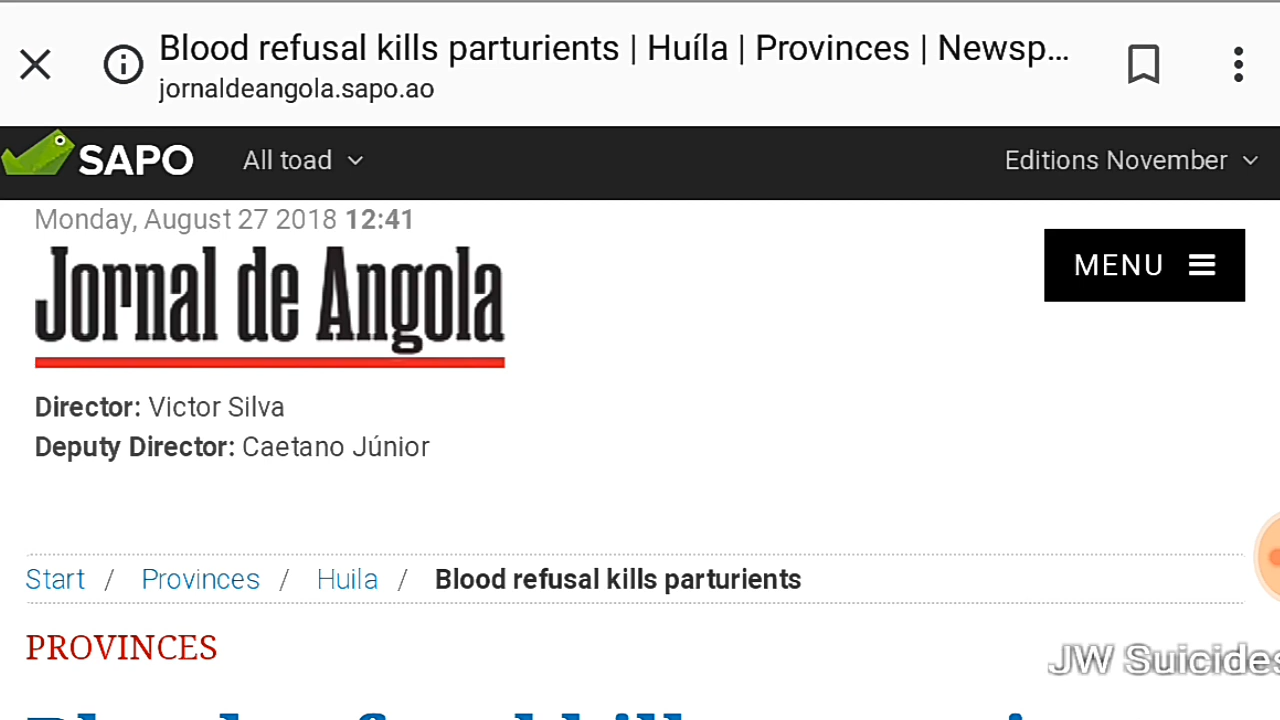 Blood refusal kills parturients | Huíla | Provinces | Newsp...
jornaldeangola.sapo.ao
SAPO All toad Editions November
Monday, August 27 2018 12:41
Jornal de Angola
MENU
Director: Victor Silva
Deputy Director: Caetano Júnior
Start / Provinces / Huila / Blood refusal kills parturients
PROVINCES
JW Suicides